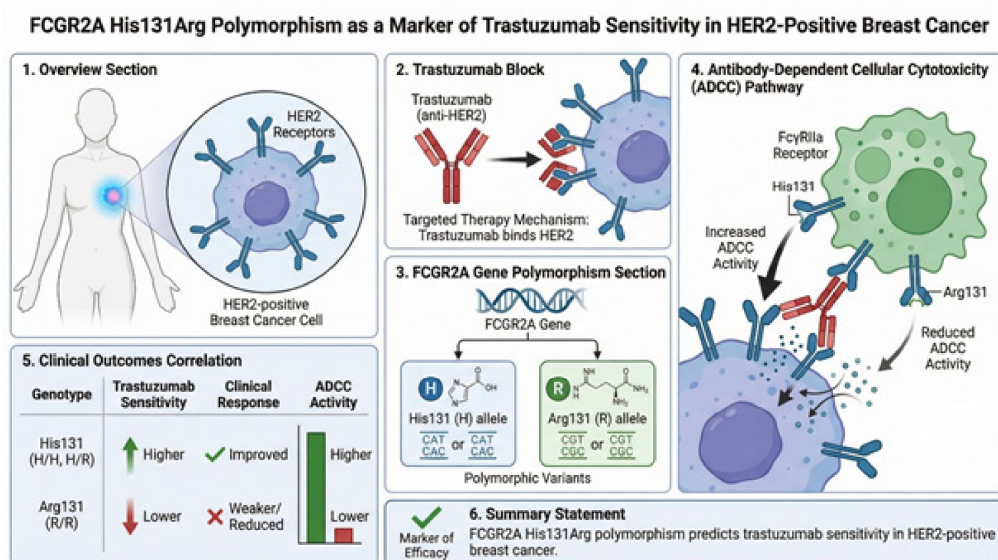 FCGR2A His131Arg Polymorphism as a Marker of Trastuzumab Sensitivity in HER2-Positive Breast Cancer
1. Overview Section
HER2
Receptors
HER2-positive
Breast Cancer Cell
2. Trastuzumab Block
Trastuzumab
(anti-HER2)
Targeted Therapy Mechanism:
Trastuzumab binds HER2
3. FCGR2A Gene Polymorphism Section
FCGR2A Gene
H
OH
O
N
H
His131 (H) allele
CAT or CAT
CAC CAC
R
NH
N
H
O
NH₂
NH₂
Arg131 (R) allele
CGT or CGT
CGC CGC
Polymorphic Variants
4. Antibody-Dependent Cellular Cytotoxicity
(ADCC) Pathway
FcγRIIa
Receptor
His131
Increased
ADCC
Activity
Arg131
Reduced
ADCC
Activity
5. Clinical Outcomes Correlation
Genotype Trastuzumab Clinical ADCC
Sensitivity Response Activity
His131
(H/H, H/R) Higher Improved Higher
Arg131
(R/R) Lower Weaker/
Reduced Lower
Marker of
Efficacy
6. Summary Statement
FCGR2A His131Arg polymorphism predicts trastuzumab sensitivity in HER2-positive
breast cancer.